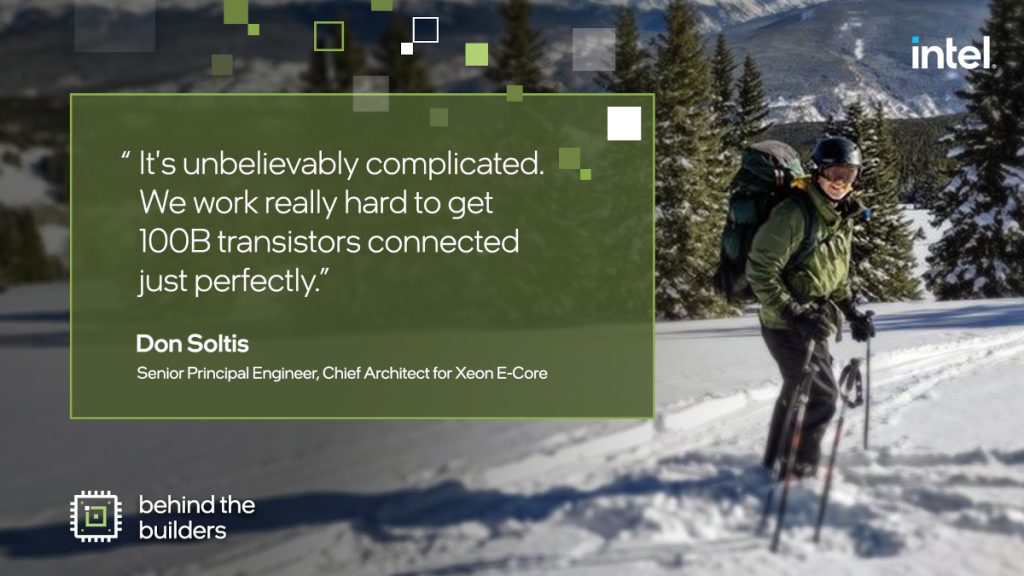 intel
“ It's unbelievably complicated.
We work really hard to get
100B transistors connected
just perfectly.”
Don Soltis
Senior Principal Engineer, Chief Architect for Xeon E-Core
behind the
builders